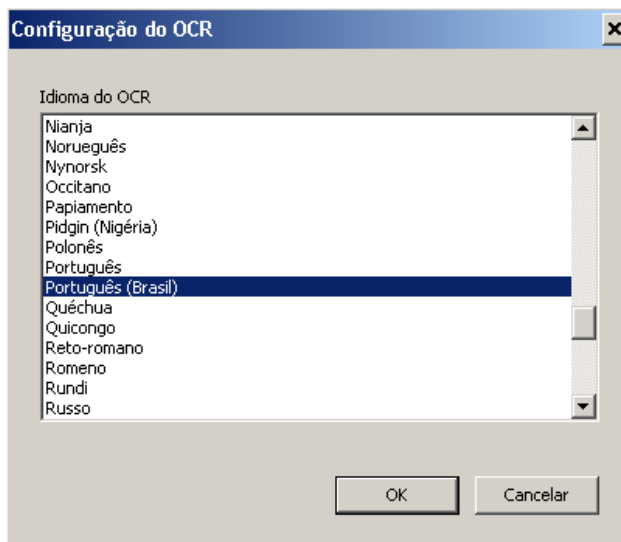 Configuração do OCR
Idioma do OCR
Nianja
Norueguês
Nynorsk
Occitano
Papiamento
Pidgin (Nigéria)
Polonês
Português
Português (Brasil)
Quéchua
Quicongo
Reto-romano
Romeno
Rundi
Russo
OK
Cancelar